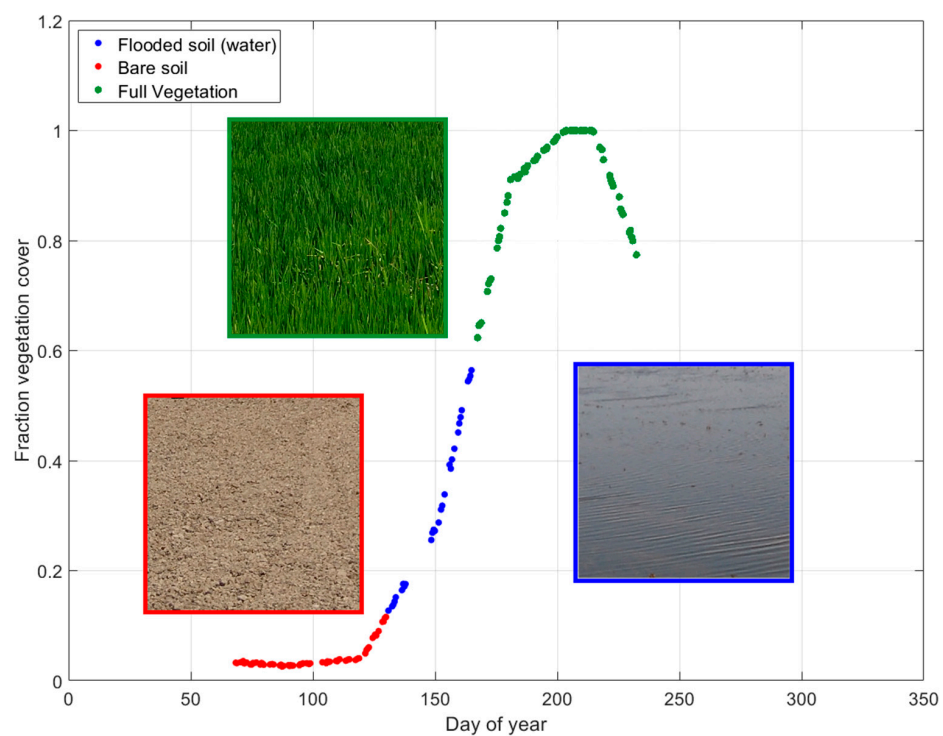 1.2
1
0.8
0.6
0.4
0.2
0
Fraction vegetation cover
Flooded soil (water)
Bare soil
Full Vegetation
0 50 100 150 200 250 300 350
Day of year